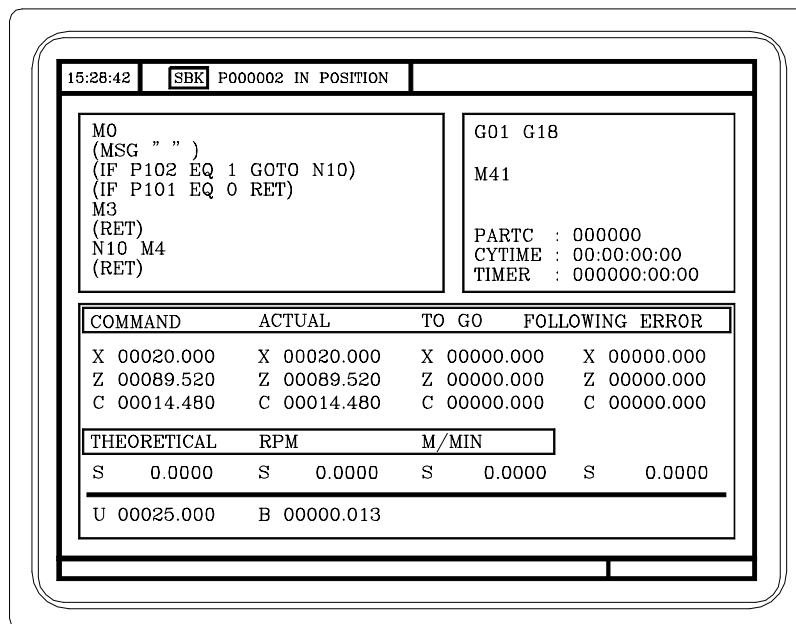 15:28:42 SBK P000002 IN POSITION
M0
(MSG " " )
(IF P102 EQ 1 GOTO N10)
(IF P101 EQ 0 RET)
M3
(RET)
N10 M4
(RET)
G01 G18
M41
PARTC : 000000
CYTIME : 00:00:00:00
TIMER : 000000:00:00
COMMAND ACTUAL TO GO FOLLOWING ERROR
X 00020.000 X 00020.000 X 00000.000 X 00000.000
Z 00089.520 Z 00089.520 Z 00000.000 Z 00000.000
C 00014.480 C 00014.480 C 00000.000 C 00000.000
THEORETICAL RPM M/MIN
S 0.0000 S 0.0000 S 0.0000 S 0.0000
U 00025.000 B 00000.013